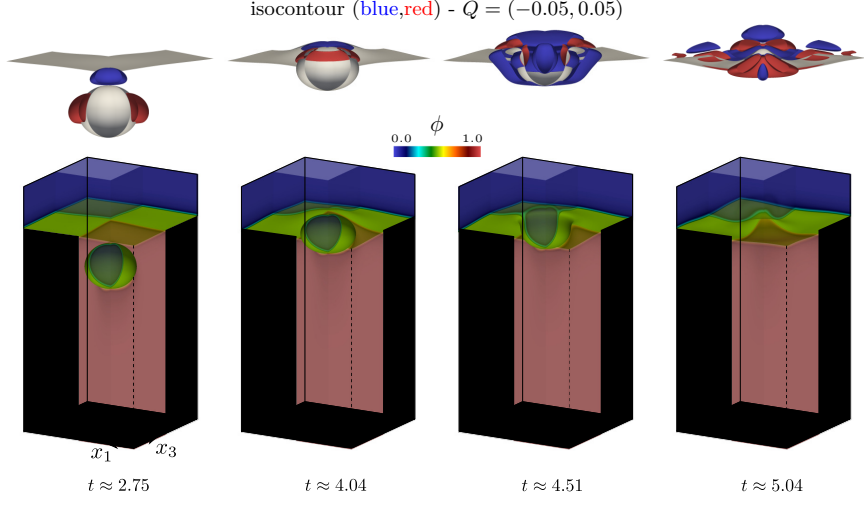 isocontour (blue,red) - Q = (−0.05, 0.05)
ϕ
0.0 1.0
x₁ x₃
t ≈ 2.75 t ≈ 4.04 t ≈ 4.51 t ≈ 5.04